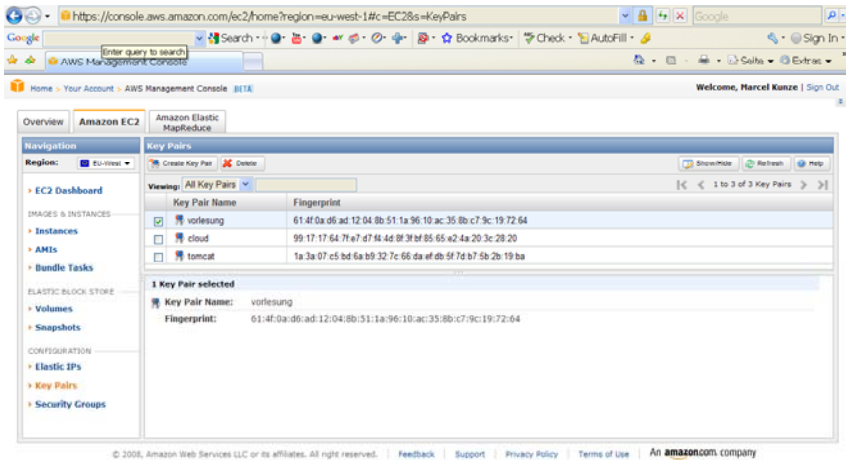 https://console.aws.amazon.com/ec2/home?region=eu-west-1#c=EC2&s=KeyPairs
Google
Google
Search
Bookmarks
Check
AutoFill
Sign In
Enter query to search
AWS Management Console
Seite
Extras
Home > Your Account > AWS Management Console BETA
Welcome, Marcel Kunze | Sign Out
Overview
Amazon EC2
Amazon Elastic MapReduce
Navigation
Region: EU-West
EC2 Dashboard
IMAGES & INSTANCES
Instances
AMIs
Bundle Tasks
ELASTIC BLOCK STORE
Volumes
Snapshots
CONFIGURATION
Elastic IPs
Key Pairs
Security Groups
Key Pairs
Create Key Pair
Delete
Show/Hide
Refresh
Help
Viewing: All Key Pairs
1 to 3 of 3 Key Pairs
Key Pair Name Fingerprint
vorlesung 61:4f:0a:d6:ad:12:04:8b:51:1a:96:10:ac:35:8b:c7:9c:19:72:64
cloud 99:17:17:64:7f:e7:d7:f4:4d:8f:3f:bf:85:65:e2:4a:20:3c:28:20
tomcat 1a:3a:07:c5:bd:6a:b9:32:7c:66:da:ef:db:5f:7d:b7:5b:2b:19:ba
1 Key Pair selected
Key Pair Name: vorlesung
Fingerprint: 61:4f:0a:d6:ad:12:04:8b:51:1a:96:10:ac:35:8b:c7:9c:19:72:64
© 2008, Amazon Web Services LLC or its affiliates. All right reserved. | Feedback | Support | Privacy Policy | Terms of Use | An amazon.com. company